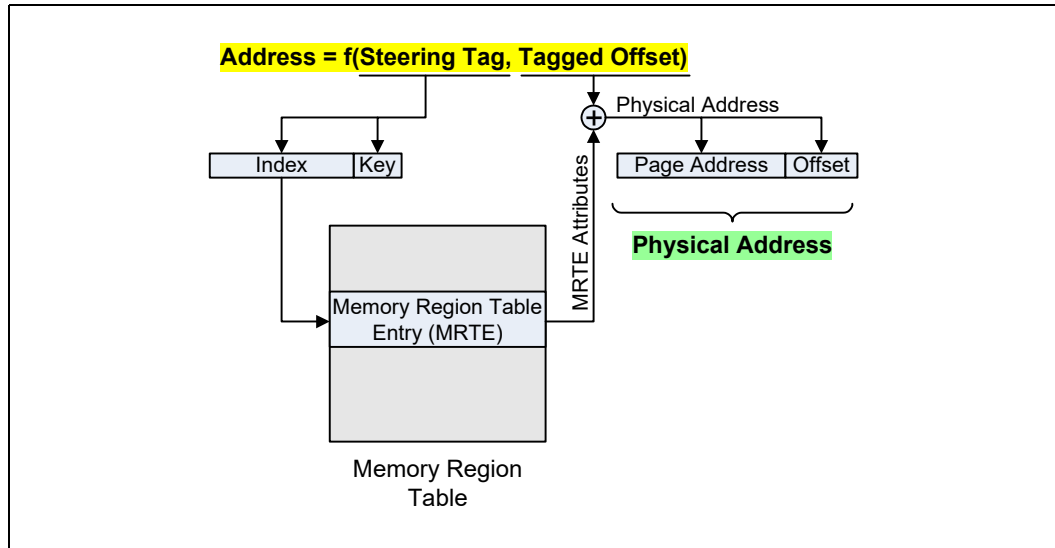 Address = f(Steering Tag, Tagged Offset)
Physical Address
Index
Key
Page Address
Offset
MRTE Attributes
Physical Address
Memory Region Table
Entry (MRTE)
Memory Region
Table